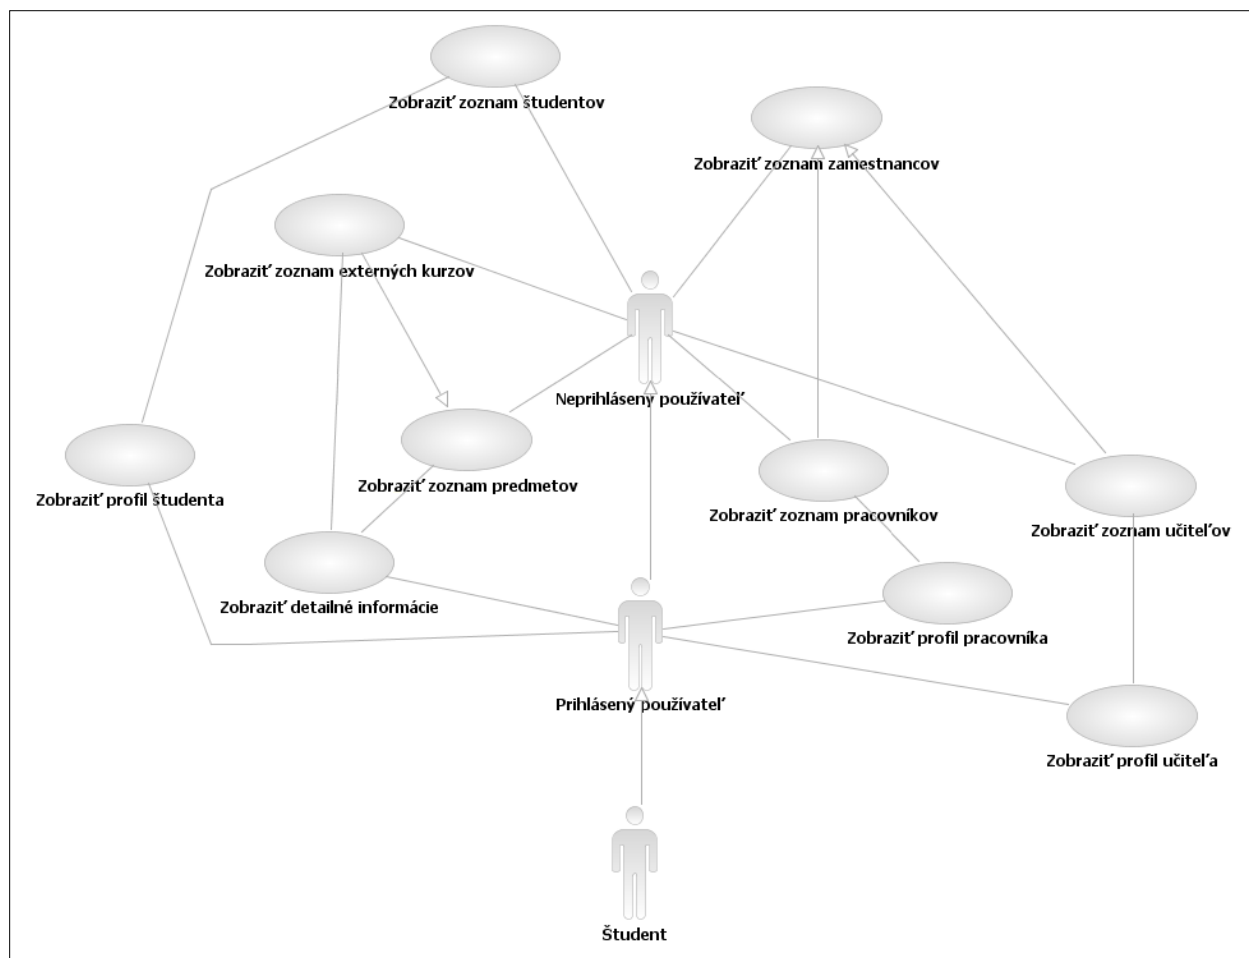 Zobraziť zoznam študentov
Zobraziť zoznam zamestnancov
Zobraziť zoznam externých kurzov
Neprihlásený používateľ
Zobraziť zoznam predmetov
Zobraziť profil študenta
Zobraziť zoznam pracovníkov
Zobraziť zoznam učiteľov
Zobraziť detailné informácie
Zobraziť profil pracovníka
Prihlásený používateľ
Zobraziť profil učiteľa
Študent